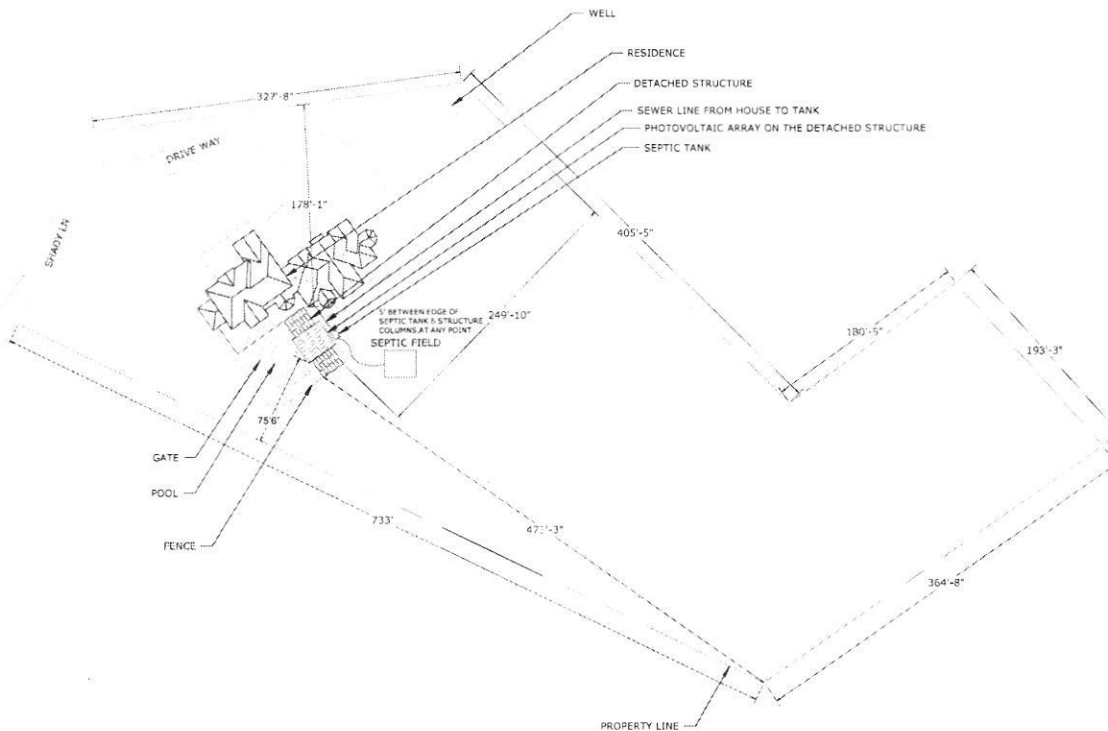 WELL
RESIDENCE
DETACHED STRUCTURE
327'-8"
SEWER LINE FROM HOUSE TO TANK
PHOTOVOLTAIC ARRAY ON THE DETACHED STRUCTURE
SEPTIC TANK
DRIVE WAY
178'-1"
SHADY LN
405'-5"
5' BETWEEN EDGE OF
SEPTIC TANK & STRUCTURE
COLUMNS AT ANY POINT
249'-10"
SEPTIC FIELD
180'-5"
193'-3"
75'6"
GATE
POOL
733'
FENCE
364'-8"
PROPERTY LINE